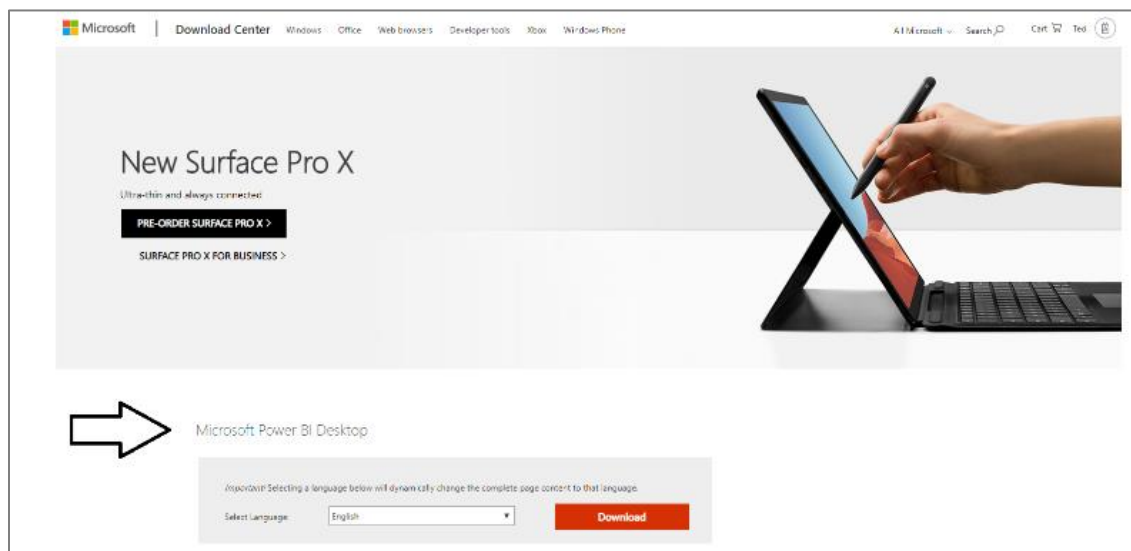 Microsoft | Download Center Windows Office Web browsers Developer tools Xbox Windows Phone All Microsoft Search Cart Ted
New Surface Pro X
Ultra-thin and always connected
PRE-ORDER SURFACE PRO X >
SURFACE PRO X FOR BUSINESS >
Microsoft Power BI Desktop
Important! Selecting a language below will dynamically change the complete page content to that language.
Select Language: English Download